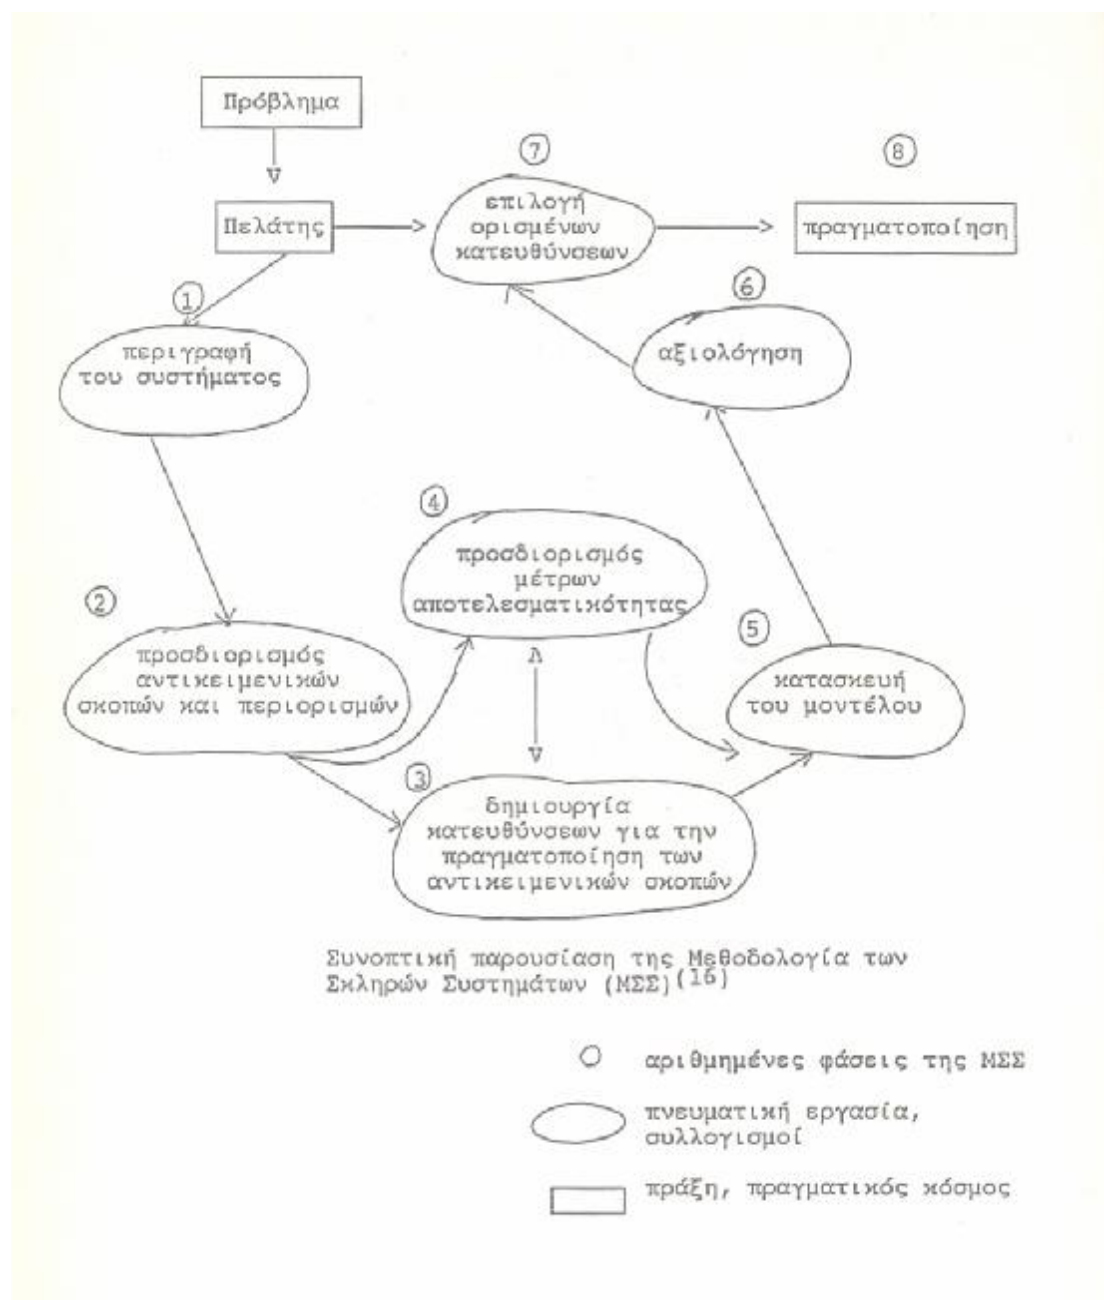 Πρόβλημα
7
8
Πελάτης
επιλογή
ορισμένων
κατευθύνσεων
πραγματοποίηση
1
6
περιγραφή
του συστήματος
αξιολόγηση
4
προσδιορισμός
μέτρων
αποτελεσματικότητας
2
5
προσδιορισμός
αντικειμενικών
σκοπών και περιορισμών
κατασκευή
του μοντέλου
3
δημιουργία
κατευθύνσεων για την
πραγματοποίηση των
αντικειμενικών σκοπών
Συνοπτική παρουσίαση της Μεθοδολογία των
Σκληρών Συστημάτων (ΜΣΣ)(16)
αριθμημένες φάσεις της ΜΣΣ
πνευματική εργασία,
συλλογισμοί
πράξη, πραγματικός κόσμος